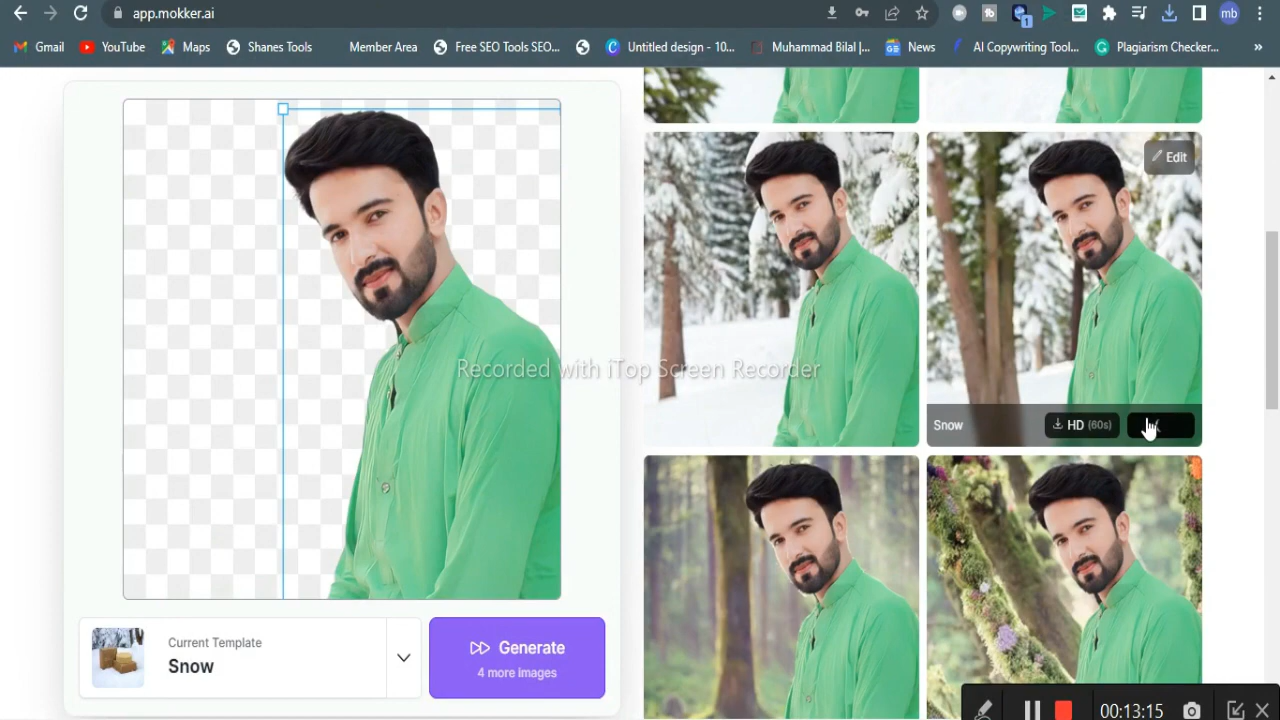 app.mokker.ai
1
mb
Gmail
YouTube
Maps
Shanes Tools
Member Area
Free SEO Tools SEO...
Untitled design - 10...
Muhammad Bilal |...
News
AI Copywriting Tool...
Plagiarism Checker...
»
Edit
Recorded with iTop Screen Recorder
Snow
HD (60s)
Current Template
Snow
Generate
4 more images
00:13:15